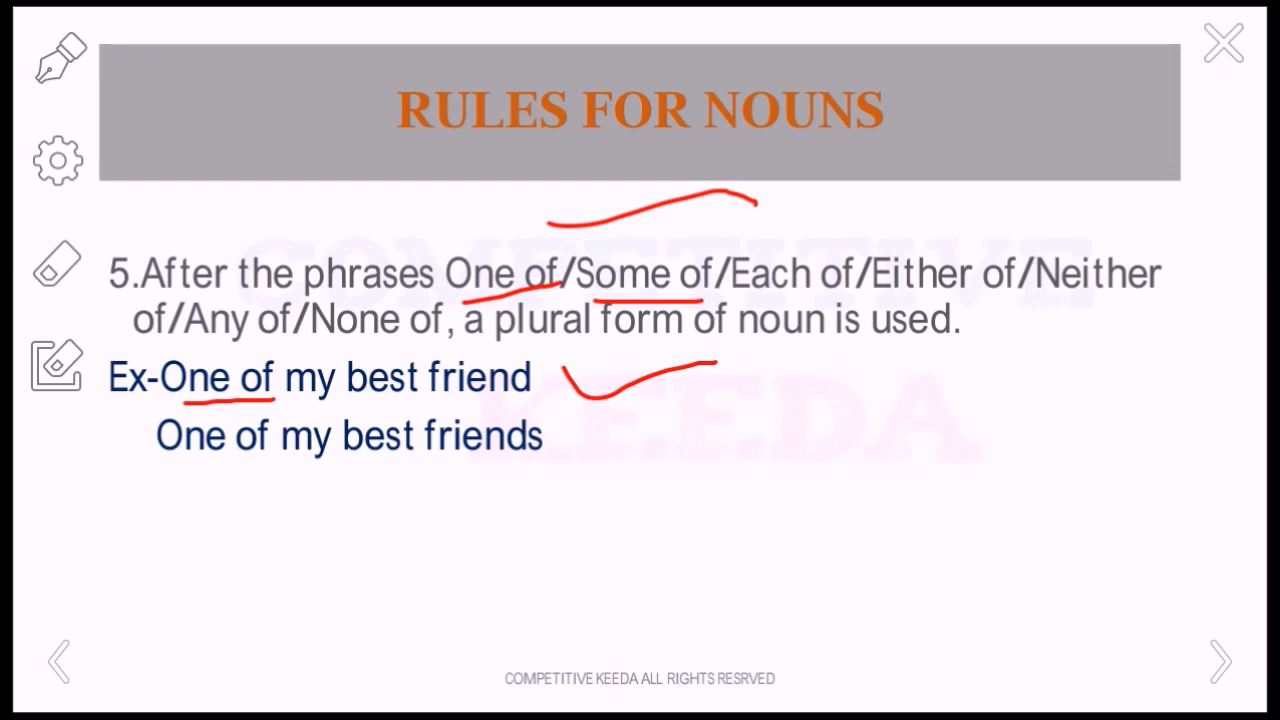 RULES FOR NOUNS
COMPETITIVE
KEEDA
5.After the phrases One of/Some of/Each of/Either of/Neither
of/Any of/None of, a plural form of noun is used.
Ex-One of my best friend
One of my best friends
COMPETITIVE KEEDA ALL RIGHTS RESRVED